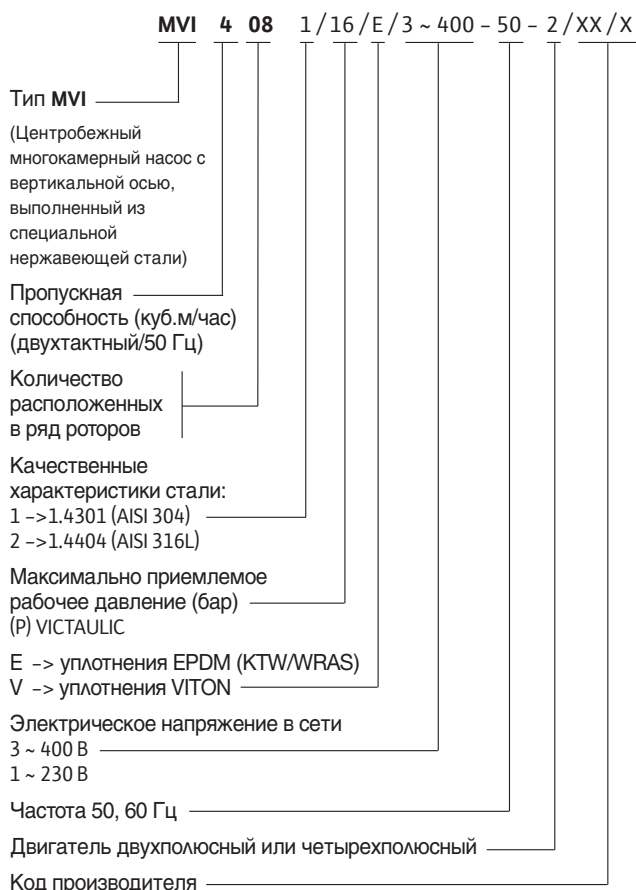 MVI 4 08 1/16/E/3 ~ 400 – 50 – 2/XX/X
Тип MVI
(Центробежный
многокамерный насос с
вертикальной осью,
выполненный из
специальной
нержавеющей стали)
Пропускная
способность (куб.м/час)
(двухтактный/50 Гц)
Количество
расположенных
в ряд роторов
Качественные
характеристики стали:
1 –>1.4301 (AISI 304)
2 –>1.4404 (AISI 316L)
Максимально приемлемое
рабочее давление (бар)
(P) VICTAULIC
E –> уплотнения EPDM (KTW/WRAS)
V –> уплотнения VITON
Электрическое напряжение в сети
3 ~ 400 В
1 ~ 230 В
Частота 50, 60 Гц
Двигатель двухполюсный или четырехполюсный
Код производителя